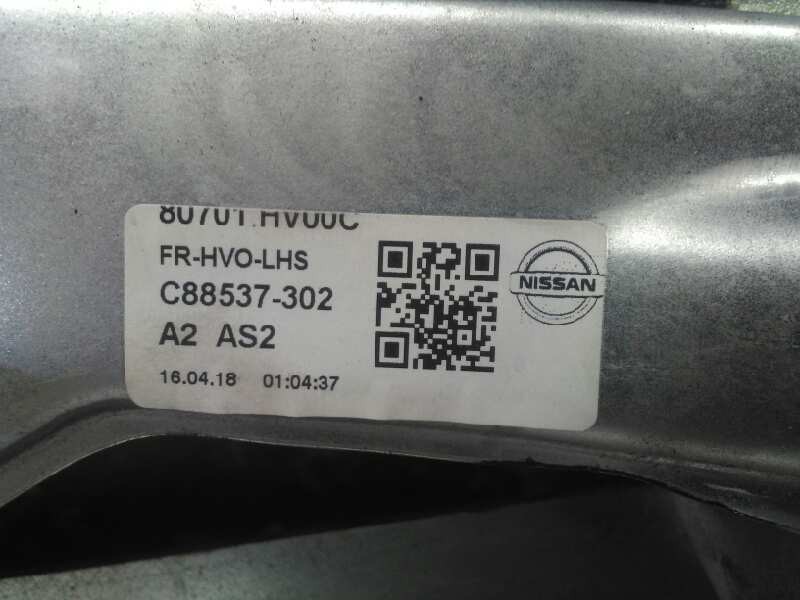 80701 HV00C
FR-HVO-LHS
C88537-302
A2 AS2
16.04.18 01:04:37
NISSAN